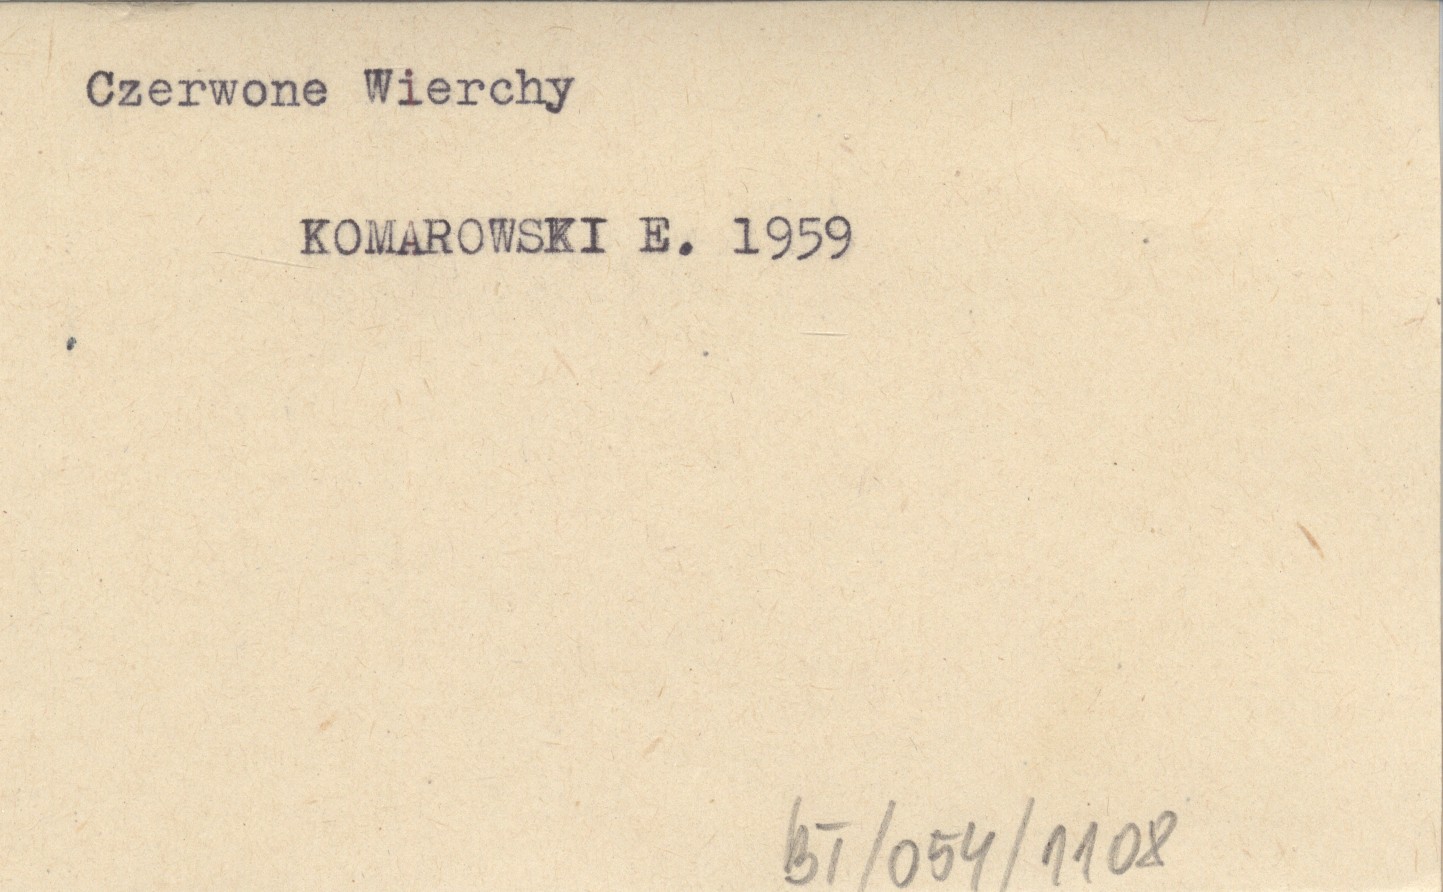 Czerwone Wierchy
KOMAROWSKI E. 1959
BT/054/1108